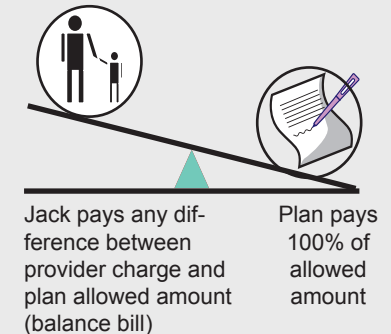 Jack pays any dif-
ference between
provider charge and
plan allowed amount
(balance bill)
Plan pays
100% of
allowed
amount